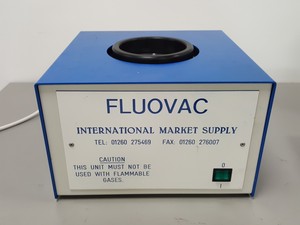 FLUOVAC
INTERNATIONAL MARKET SUPPLY
TEL: 01260 275469 FAX: 01260 276007
CAUTION
THIS UNIT MUST NOT BE
USED WITH FLAMMABLE
GASES.
0
1